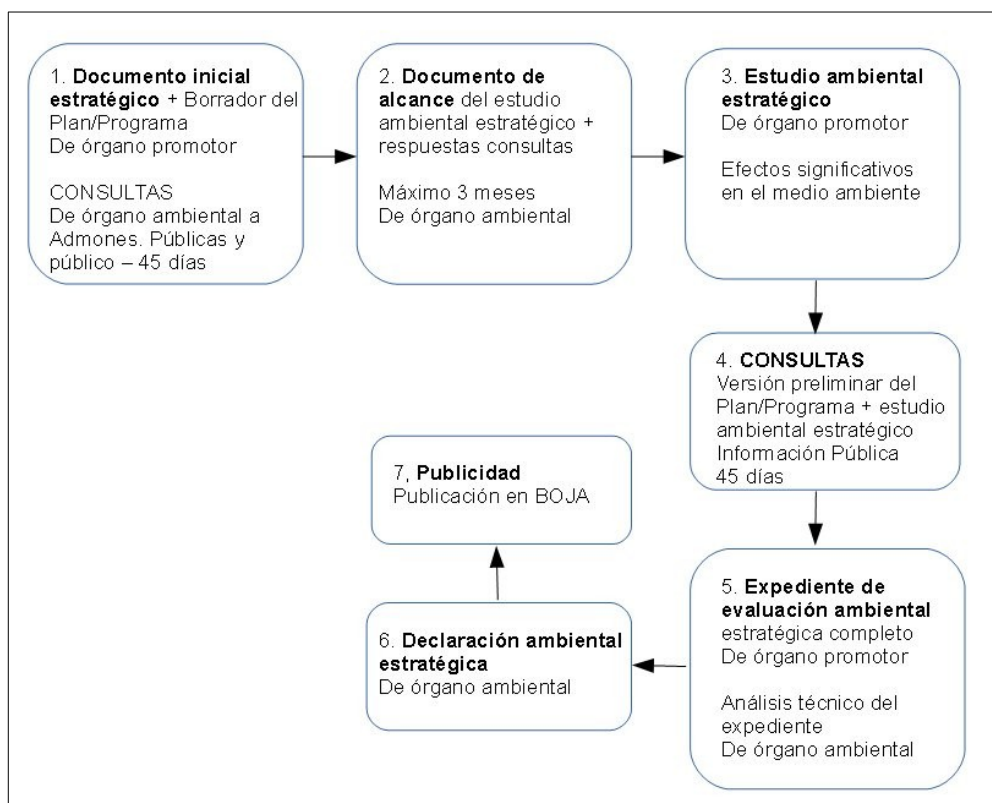 1. Documento inicial
estratégico + Borrador del
Plan/Programa
De órgano promotor
CONSULTAS
De órgano ambiental a
Admones. Públicas y
público – 45 días
2. Documento de
alcance del estudio
ambiental estratégico +
respuestas consultas
Máximo 3 meses
De órgano ambiental
3. Estudio ambiental
estratégico
De órgano promotor
Efectos significativos
en el medio ambiente
4. CONSULTAS
Versión preliminar del
Plan/Programa + estudio
ambiental estratégico
Información Pública
45 días
5. Expediente de
evaluación ambiental
estratégica completo
De órgano promotor
Análisis técnico del
expediente
De órgano ambiental
6. Declaración ambiental
estratégica
De órgano ambiental
7, Publicidad
Publicación en BOJA